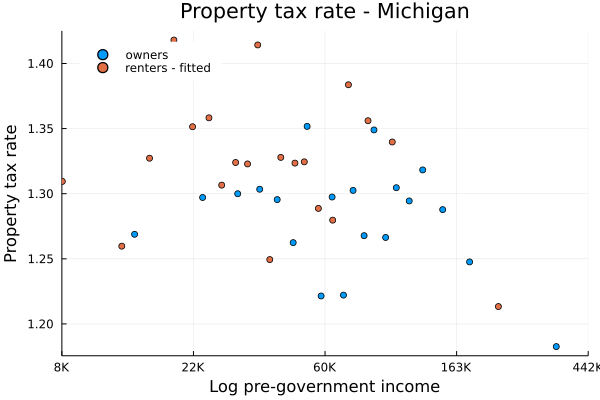 Property tax rate - Michigan
owners
renters - fitted
1.40
1.35
1.30
1.25
1.20
Property tax rate
8K 22K 60K 163K 442K
Log pre-government income